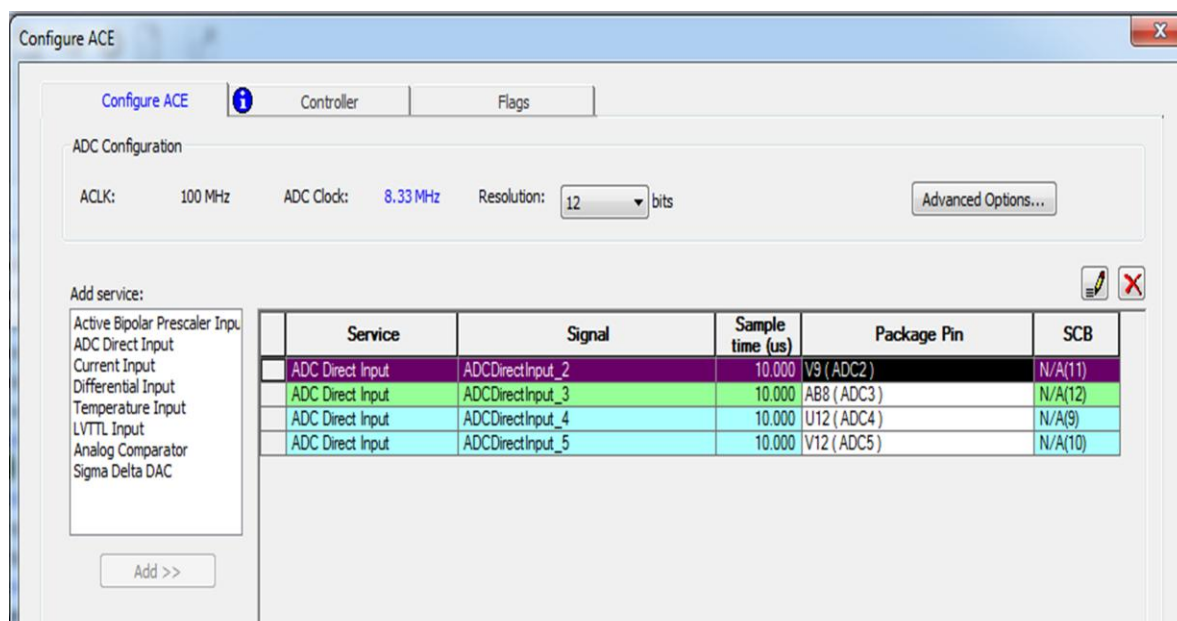 Configure ACE
X
Configure ACE i Controller Flags
ADC Configuration
ACLK: 100 MHz ADC Clock: 8.33 MHz Resolution: 12 bits Advanced Options...
Add service:
Active Bipolar Prescaler Inpu
ADC Direct Input
Current Input
Differential Input
Temperature Input
LVTTL Input
Analog Comparator
Sigma Delta DAC
Add >>
Service Signal Sample time (us) Package Pin SCB
ADC Direct Input ADCDirectInput_2 10.000 V9 ( ADC2 ) N/A(11)
ADC Direct Input ADCDirectInput_3 10.000 AB8 ( ADC3 ) N/A(12)
ADC Direct Input ADCDirectInput_4 10.000 U12 ( ADC4 ) N/A(9)
ADC Direct Input ADCDirectInput_5 10.000 V12 ( ADC5 ) N/A(10)